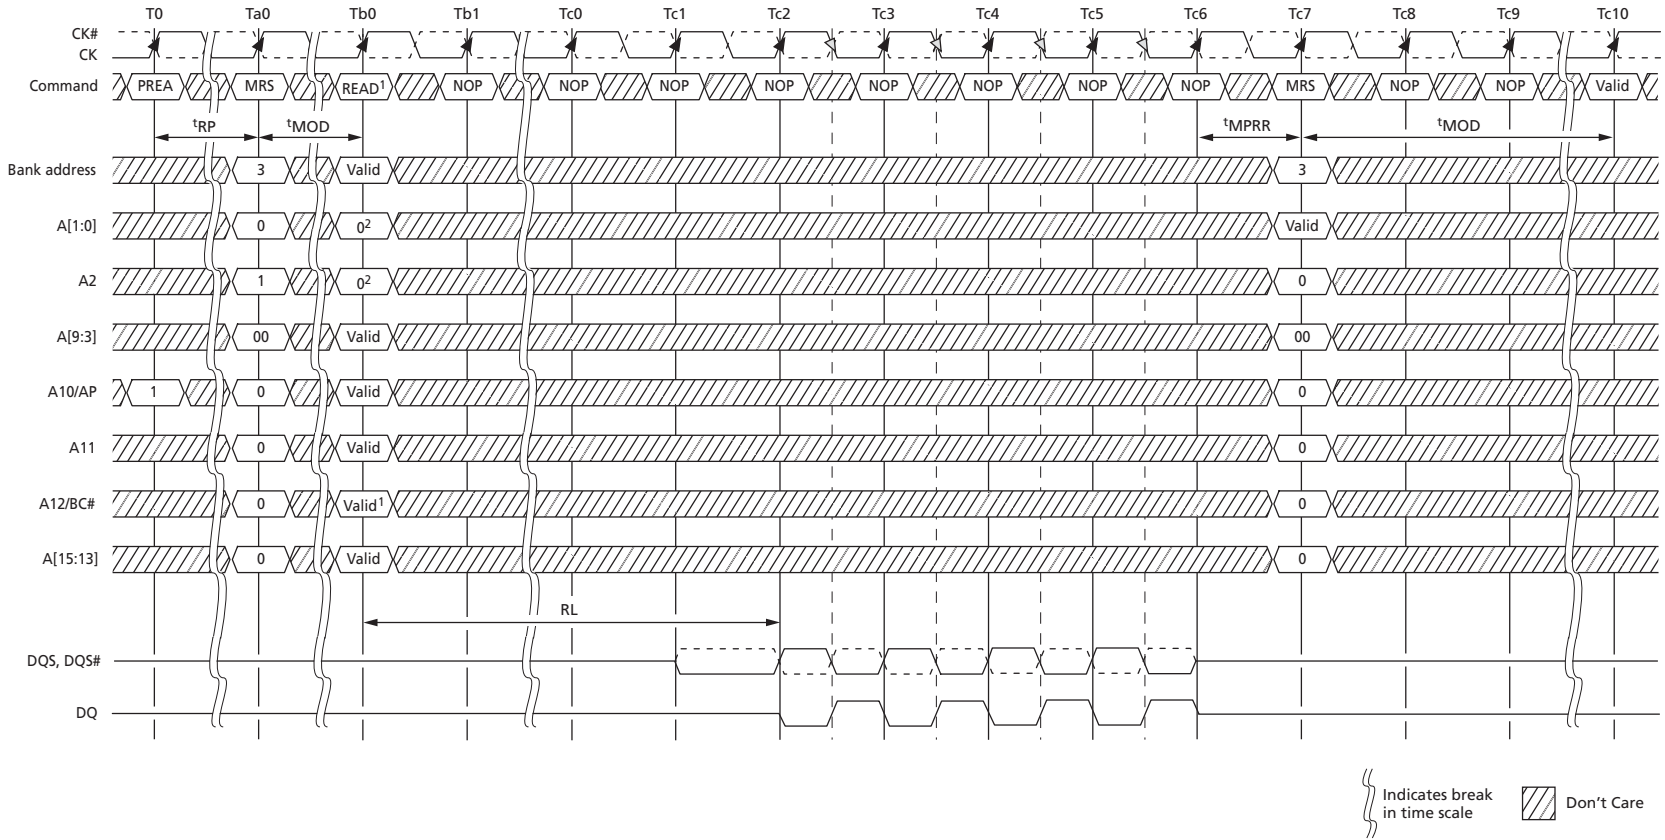 T0 Ta0 Tb0 Tb1 Tc0 Tc1 Tc2 Tc3 Tc4 Tc5 Tc6 Tc7 Tc8 Tc9 Tc10
CK#
CK
Command PREA MRS READ1 NOP NOP NOP NOP NOP NOP NOP NOP MRS NOP NOP Valid
tRP tMOD tMPRR tMOD
Bank address 3 Valid 3
A[1:0] 0 02 Valid
A2 1 02 0
A[9:3] 00 Valid 00
A10/AP 1 0 Valid 0
A11 0 Valid 0
A12/BC# 0 Valid1 0
A[15:13] 0 Valid 0
RL
DQS, DQS#
DQ
Indicates break
in time scale
Don't Care